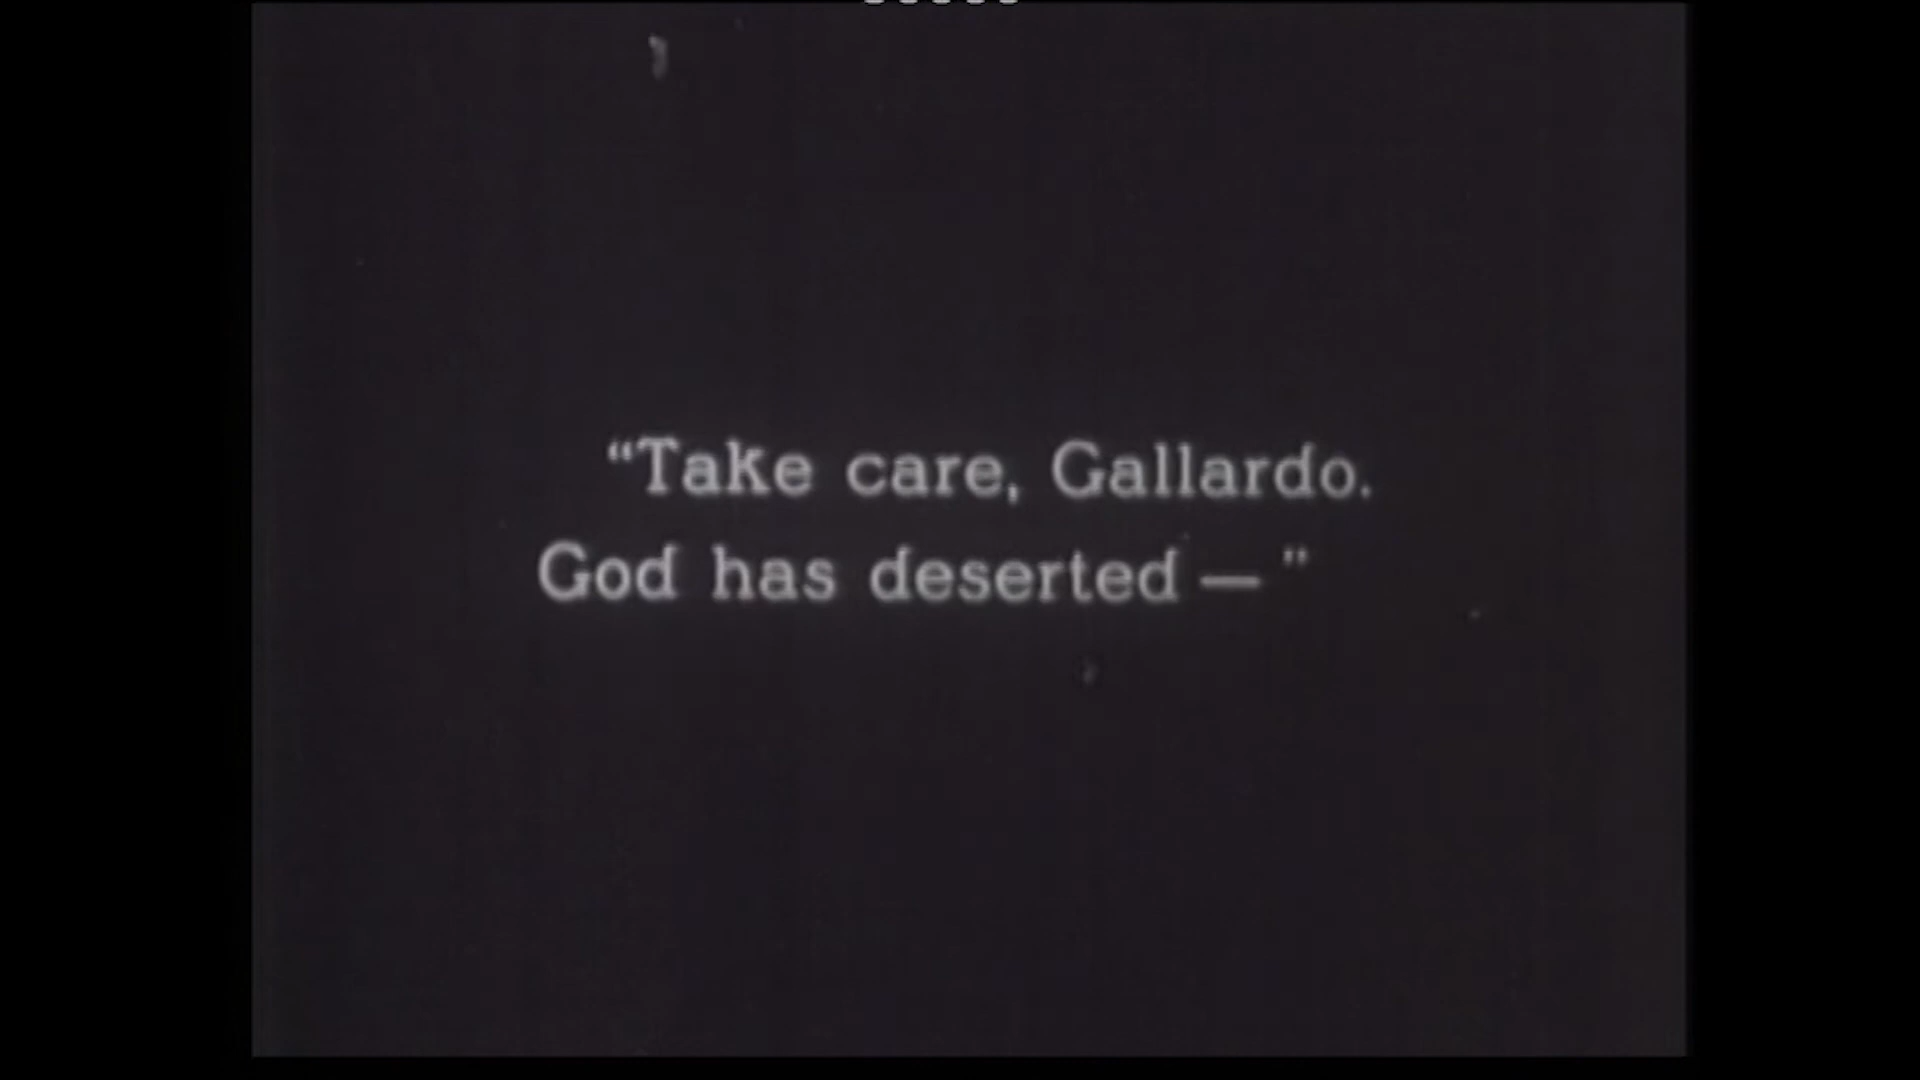 “Take care, Gallardo.
God has deserted — ”